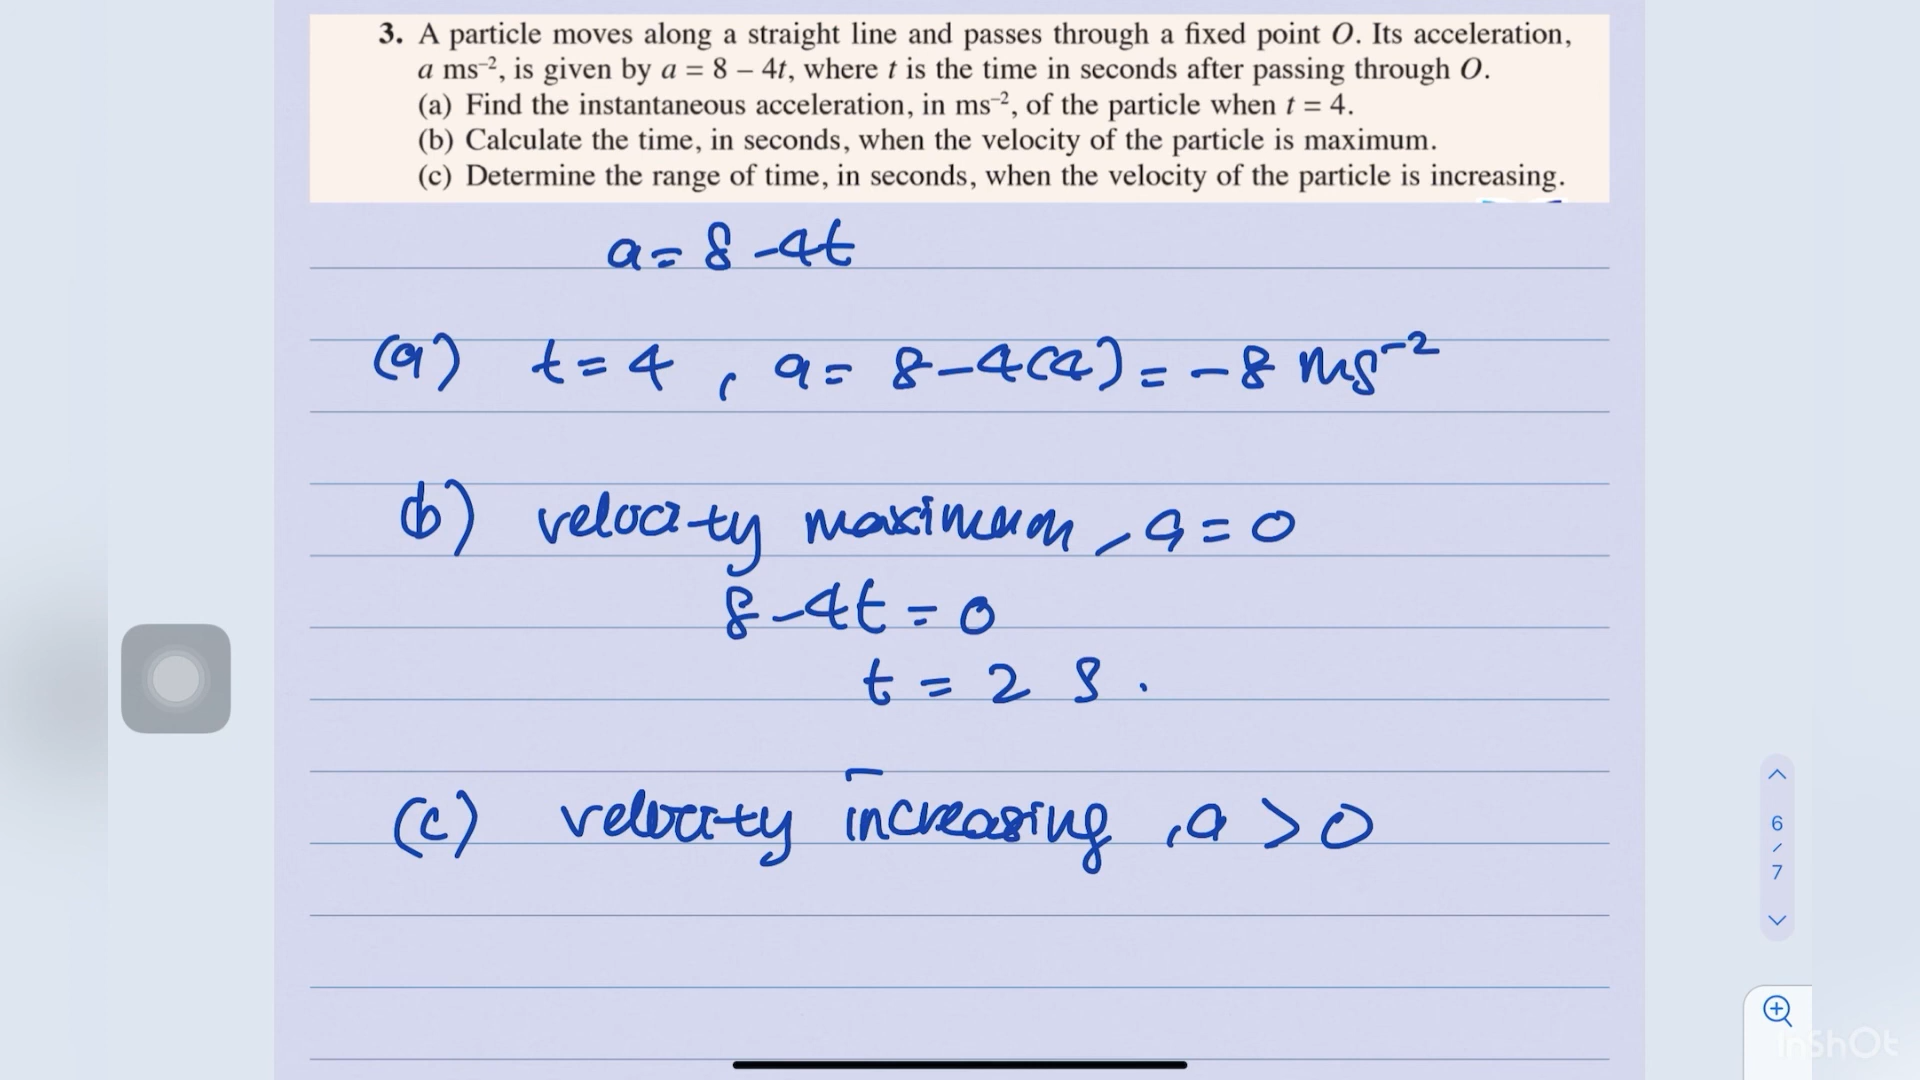 3. A particle moves along a straight line and passes through a fixed point O. Its acceleration,
a ms⁻², is given by a = 8 – 4t, where t is the time in seconds after passing through O.
(a) Find the instantaneous acceleration, in ms⁻², of the particle when t = 4.
(b) Calculate the time, in seconds, when the velocity of the particle is maximum.
(c) Determine the range of time, in seconds, when the velocity of the particle is increasing.
a = 8 - 4t
(a) t = 4 , a = 8 - 4(4) = - 8 ms⁻²
(b) velocity maximum , a = 0
8 - 4t = 0
t = 2 s .
(c) velocity increasing , a > 0
6
/
7
InShOt